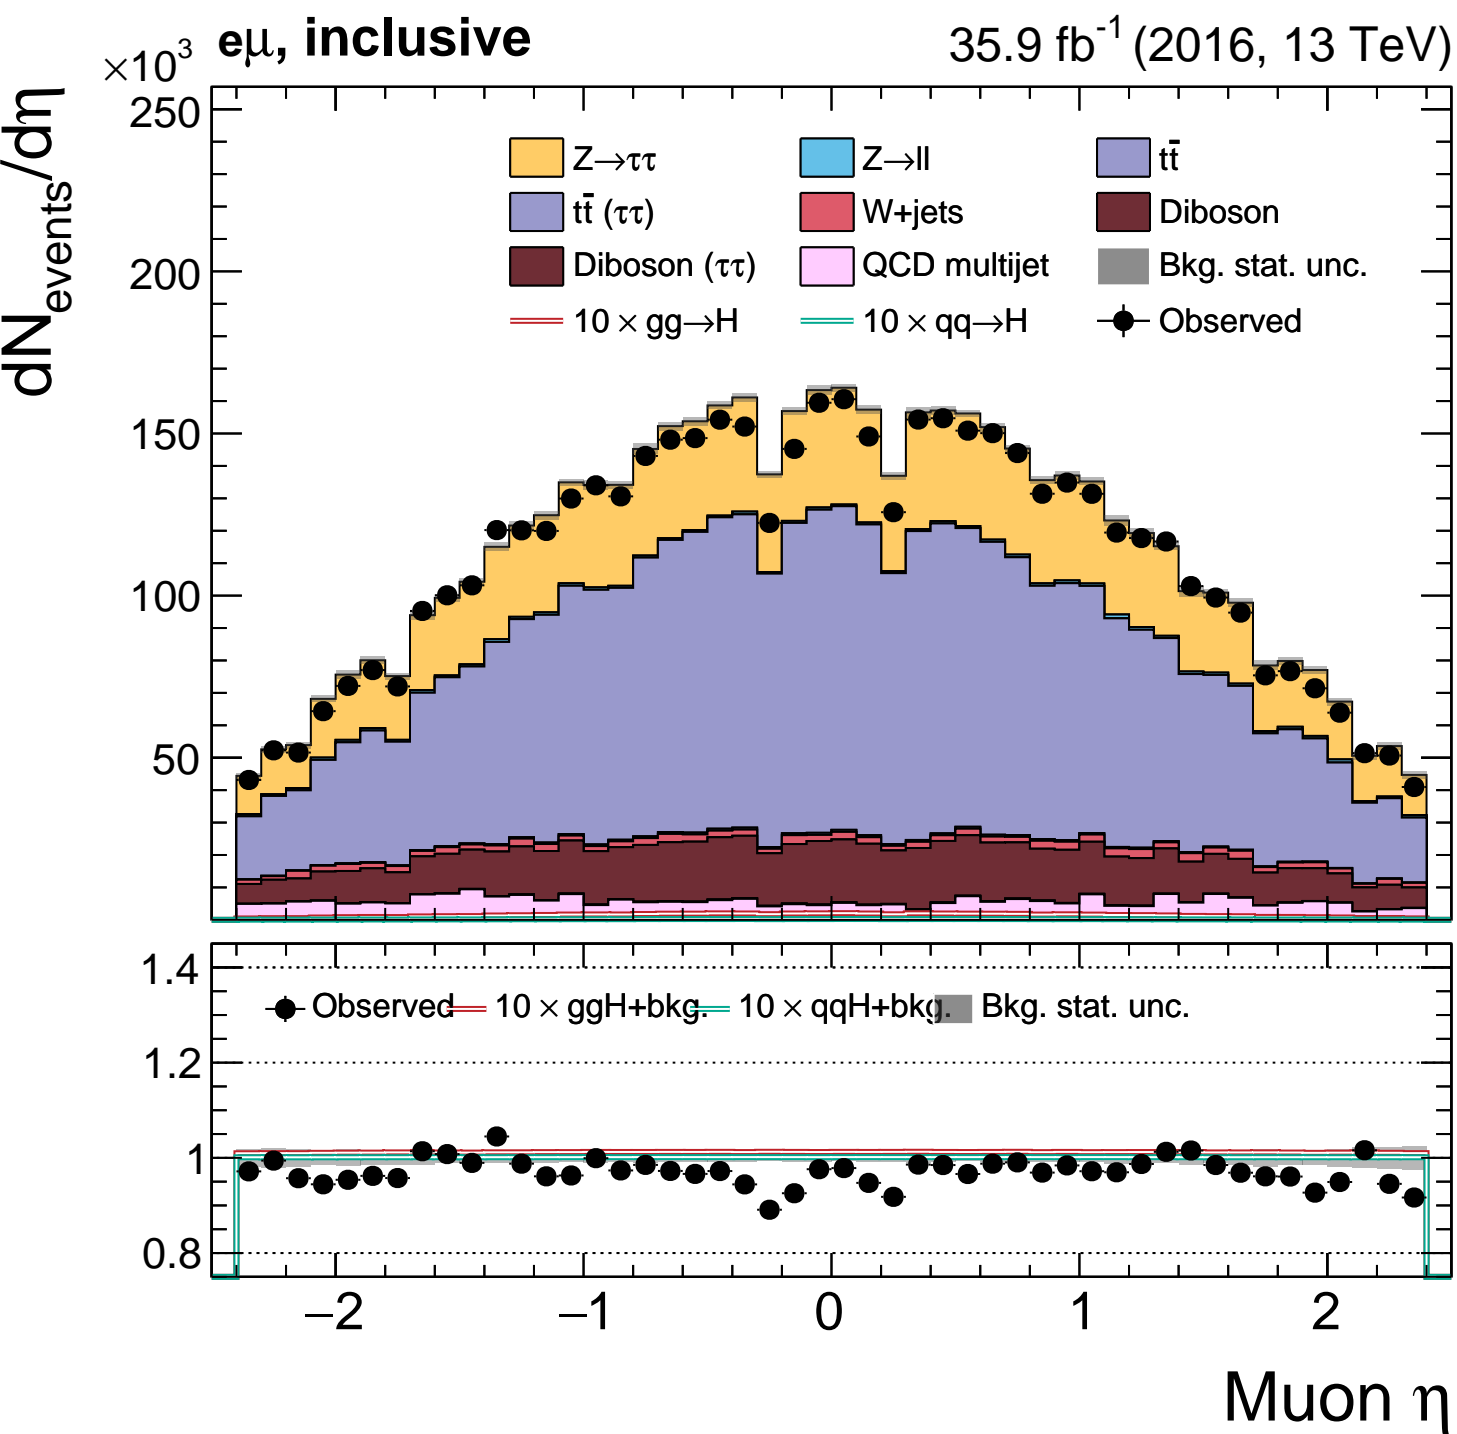 eμ, inclusive 35.9 fb⁻¹ (2016, 13 TeV)
×10³
dN_events/dη
250
200
150
100
50
Z→ττ Z→ll tt̄
tt̄ (ττ) W+jets Diboson
Diboson (ττ) QCD multijet Bkg. stat. unc.
10 × gg→H 10 × qq→H Observed
1.4
1.2
1
0.8
Observed 10 × ggH+bkg. 10 × qqH+bkg. Bkg. stat. unc.
−2 −1 0 1 2
Muon η